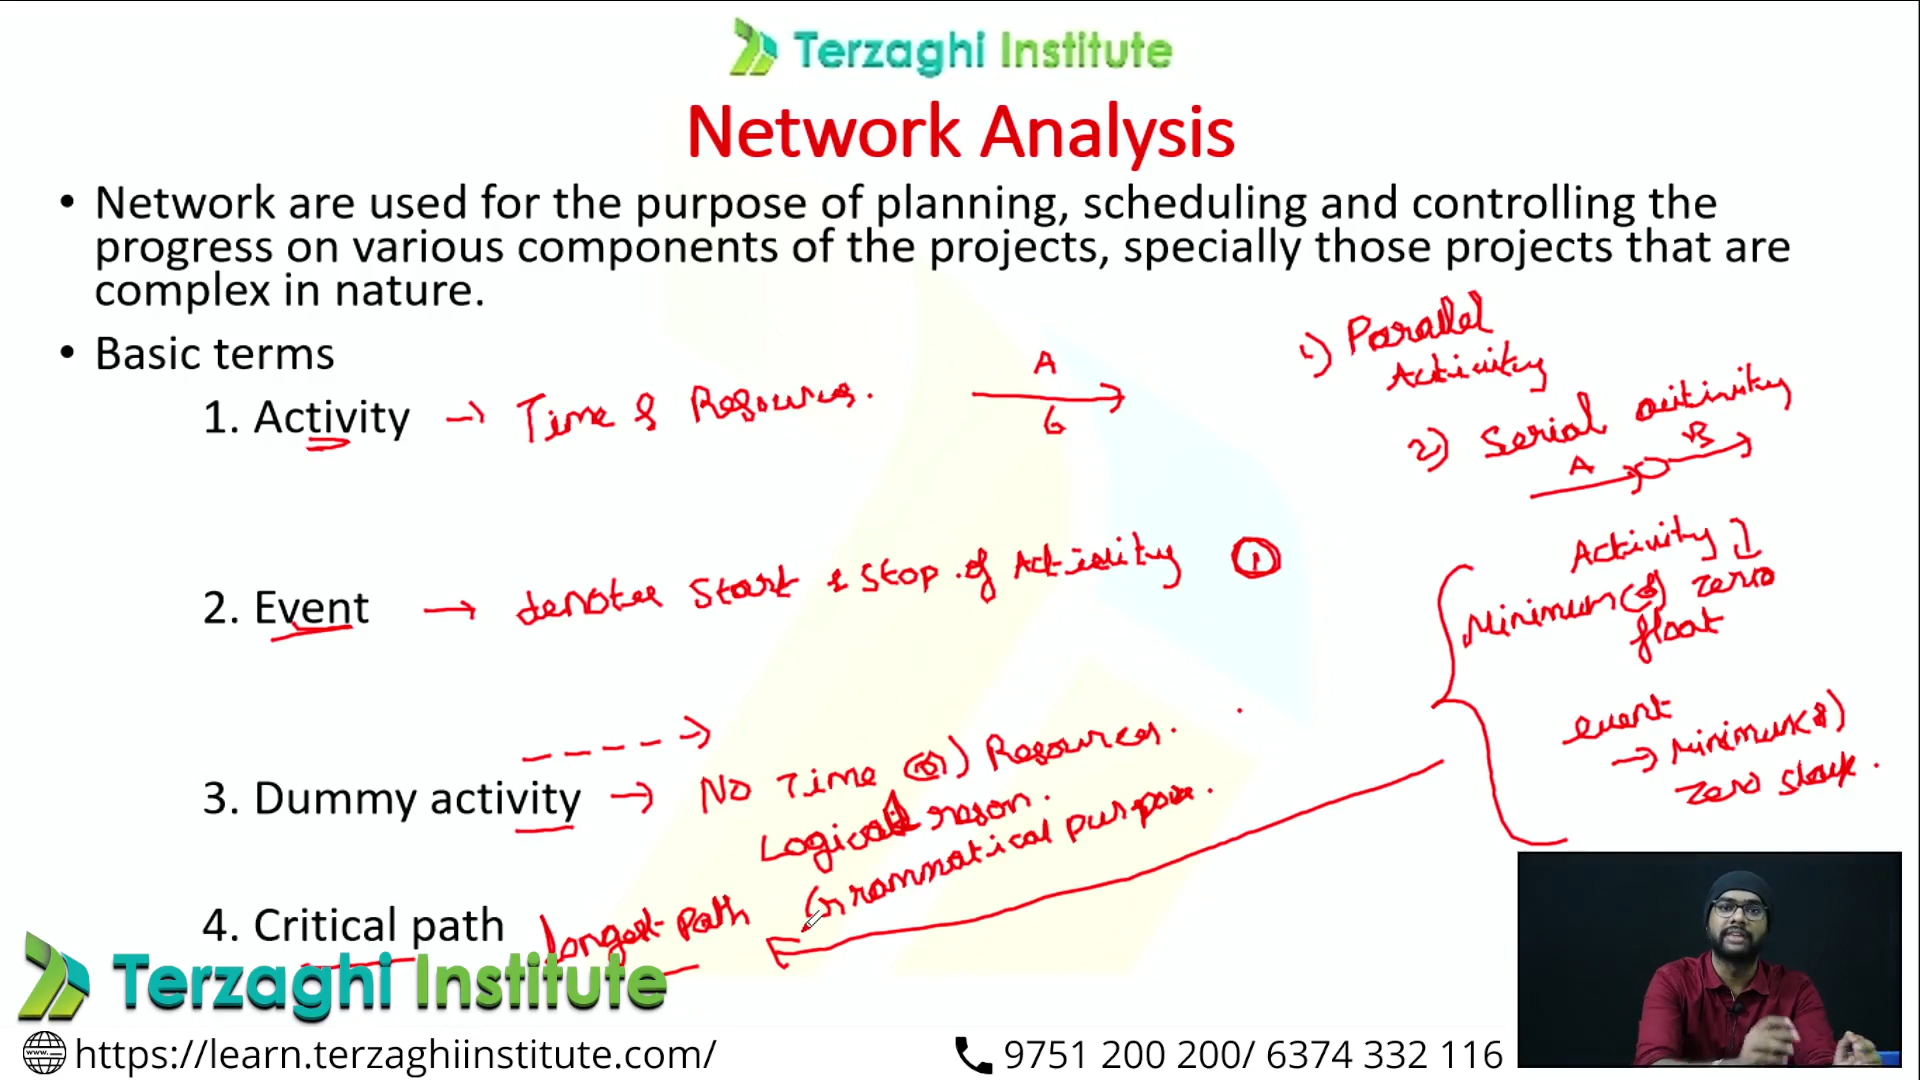 Terzaghi Institute
Network Analysis
• Network are used for the purpose of planning, scheduling and controlling the
progress on various components of the projects, specially those projects that are
complex in nature.
• Basic terms
1. Activity → Time & Resources.
A
6
1) Parallel
Activity
2) Serial activity
A B
2. Event → denotes Start & Stop of Activity 1
Activity
Minimum (or) zero
float
event
→ Minimum (or)
zero slack.
3. Dummy activity → No Time (or) Resources.
Logical reason.
Grammatical purpose.
4. Critical path longest path
Terzaghi Institute
https://learn.terzaghiinstitute.com/
9751 200 200/ 6374 332 116